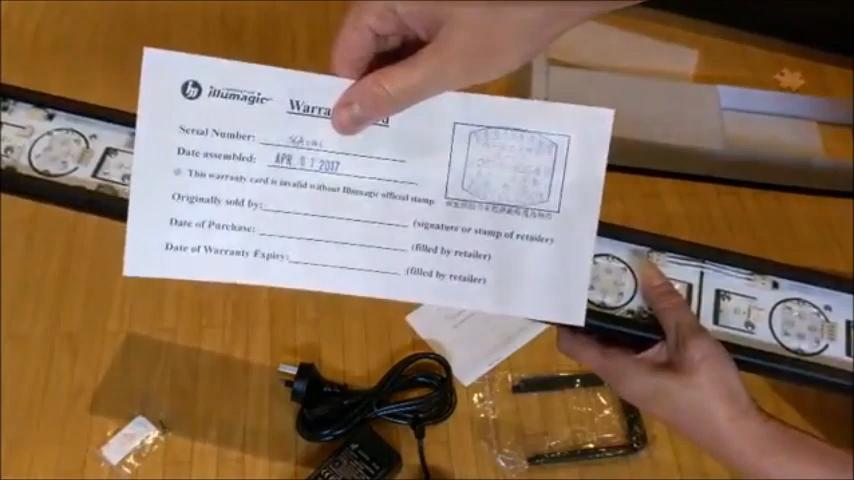 illumagic
Serial Number:
Date assembled: APR. 0 1 2017
※ This warranty card is invalid without Illumagic official stamp
Originally sold by: (signature or stamp of retailer)
Date of Purchase: (filled by retailer)
Date of Warranty Expiry: (filled by retailer)